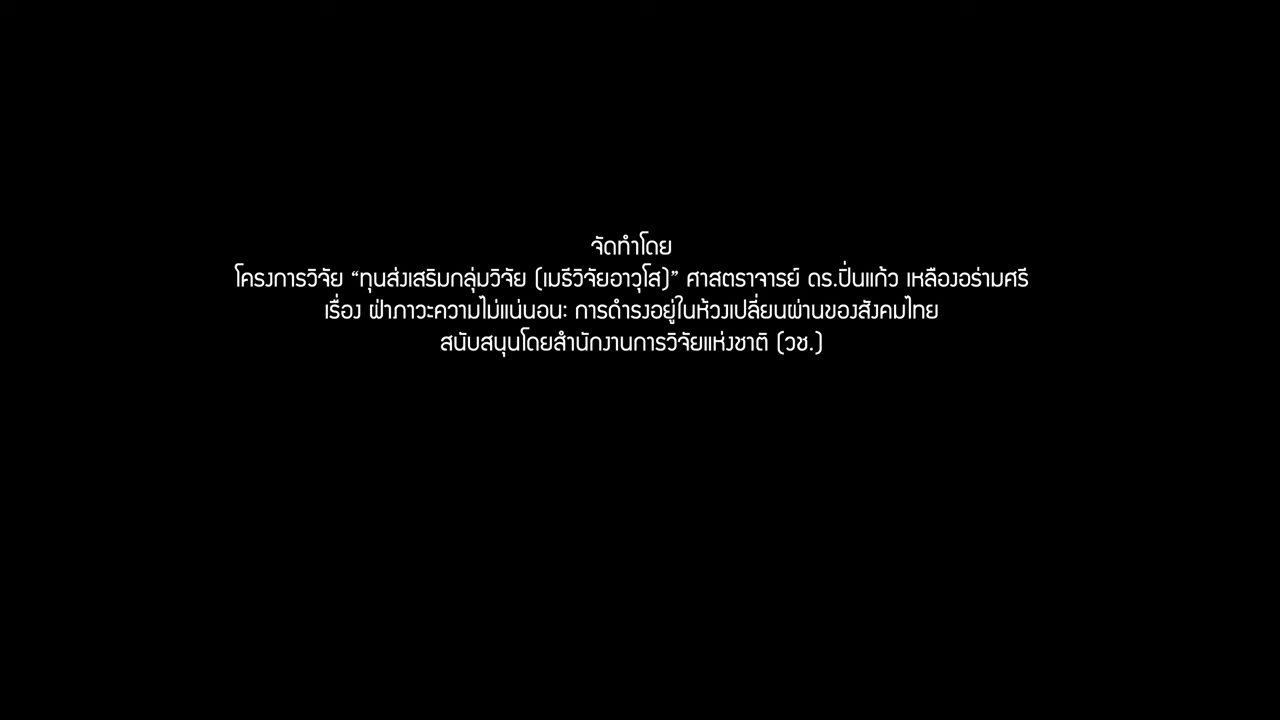 จัดทำโดย
โครงการวิจัย “ทุนส่งเสริมกลุ่มวิจัย (เมธีวิจัยอาวุโส)” ศาสตราจารย์ ดร.ปิ่นแก้ว เหลืองอร่ามศรี
เรื่อง ฝ่าภาวะความไม่แน่นอน: การดำรงอยู่ในห้วงเปลี่ยนผ่านของสังคมไทย
สนับสนุนโดยสำนักงานการวิจัยแห่งชาติ (วช.)